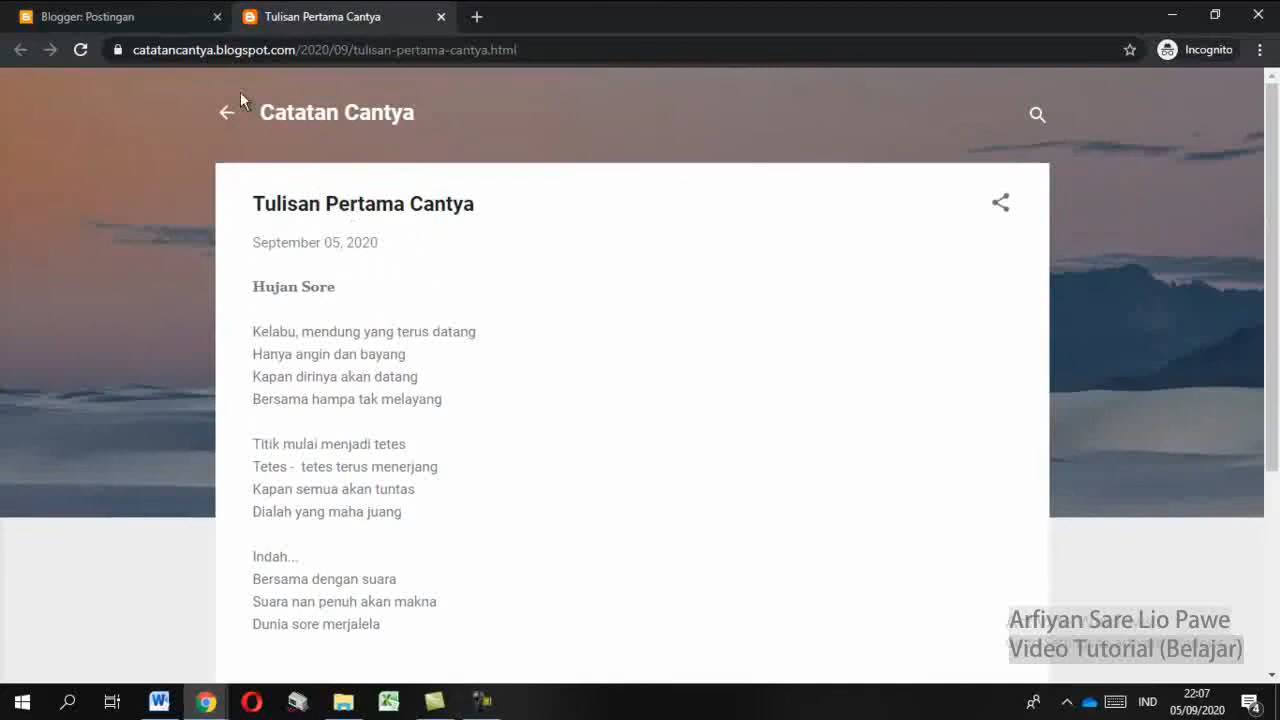 Blogger: Postingan
Tulisan Pertama Cantya
catatancantya.blogspot.com/2020/09/tulisan-pertama-cantya.html
Incognito
Catatan Cantya
Tulisan Pertama Cantya
September 05, 2020
Hujan Sore
Kelabu, mendung yang terus datang
Hanya angin dan bayang
Kapan dirinya akan datang
Bersama hampa tak melayang
Titik mulai menjadi tetes
Tetes - tetes terus menerjang
Kapan semua akan tuntas
Dialah yang maha juang
Indah...
Bersama dengan suara
Suara nan penuh akan makna
Dunia sore merjalela
Arfiyan Sare Lio Pawe
Video Tutorial (Belajar)
IND
22:07
05/09/2020
4